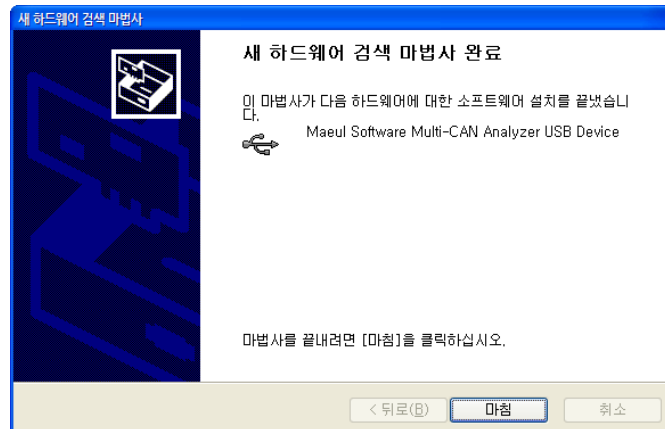 새 하드웨어 검색 마법사
새 하드웨어 검색 마법사 완료
이 마법사가 다음 하드웨어에 대한 소프트웨어 설치를 끝냈습니
다.
Maeul Software Multi-CAN Analyzer USB Device
마법사를 끝내려면 [마침]을 클릭하십시오.
< 뒤로(B) 마침 취소